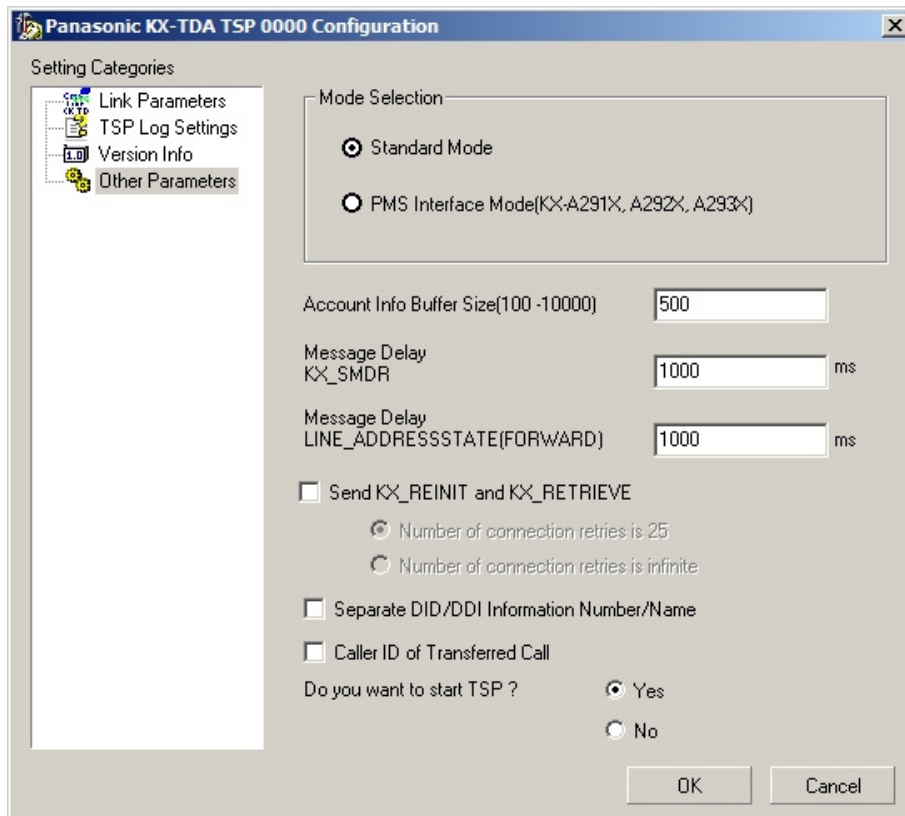 Panasonic KX-TDA TSP 0000 Configuration
Setting Categories
Link Parameters
TSP Log Settings
1.0 Version Info
Other Parameters
Mode Selection
Standard Mode
PMS Interface Mode(KX-A291X, A292X, A293X)
Account Info Buffer Size(100 -10000) 500
Message Delay
KX_SMDR 1000 ms
Message Delay
LINE_ADDRESSSTATE(FORWARD) 1000 ms
Send KX_REINIT and KX_RETRIEVE
Number of connection retries is 25
Number of connection retries is infinite
Separate DID/DDI Information Number/Name
Caller ID of Transferred Call
Do you want to start TSP ? Yes
No
OK Cancel